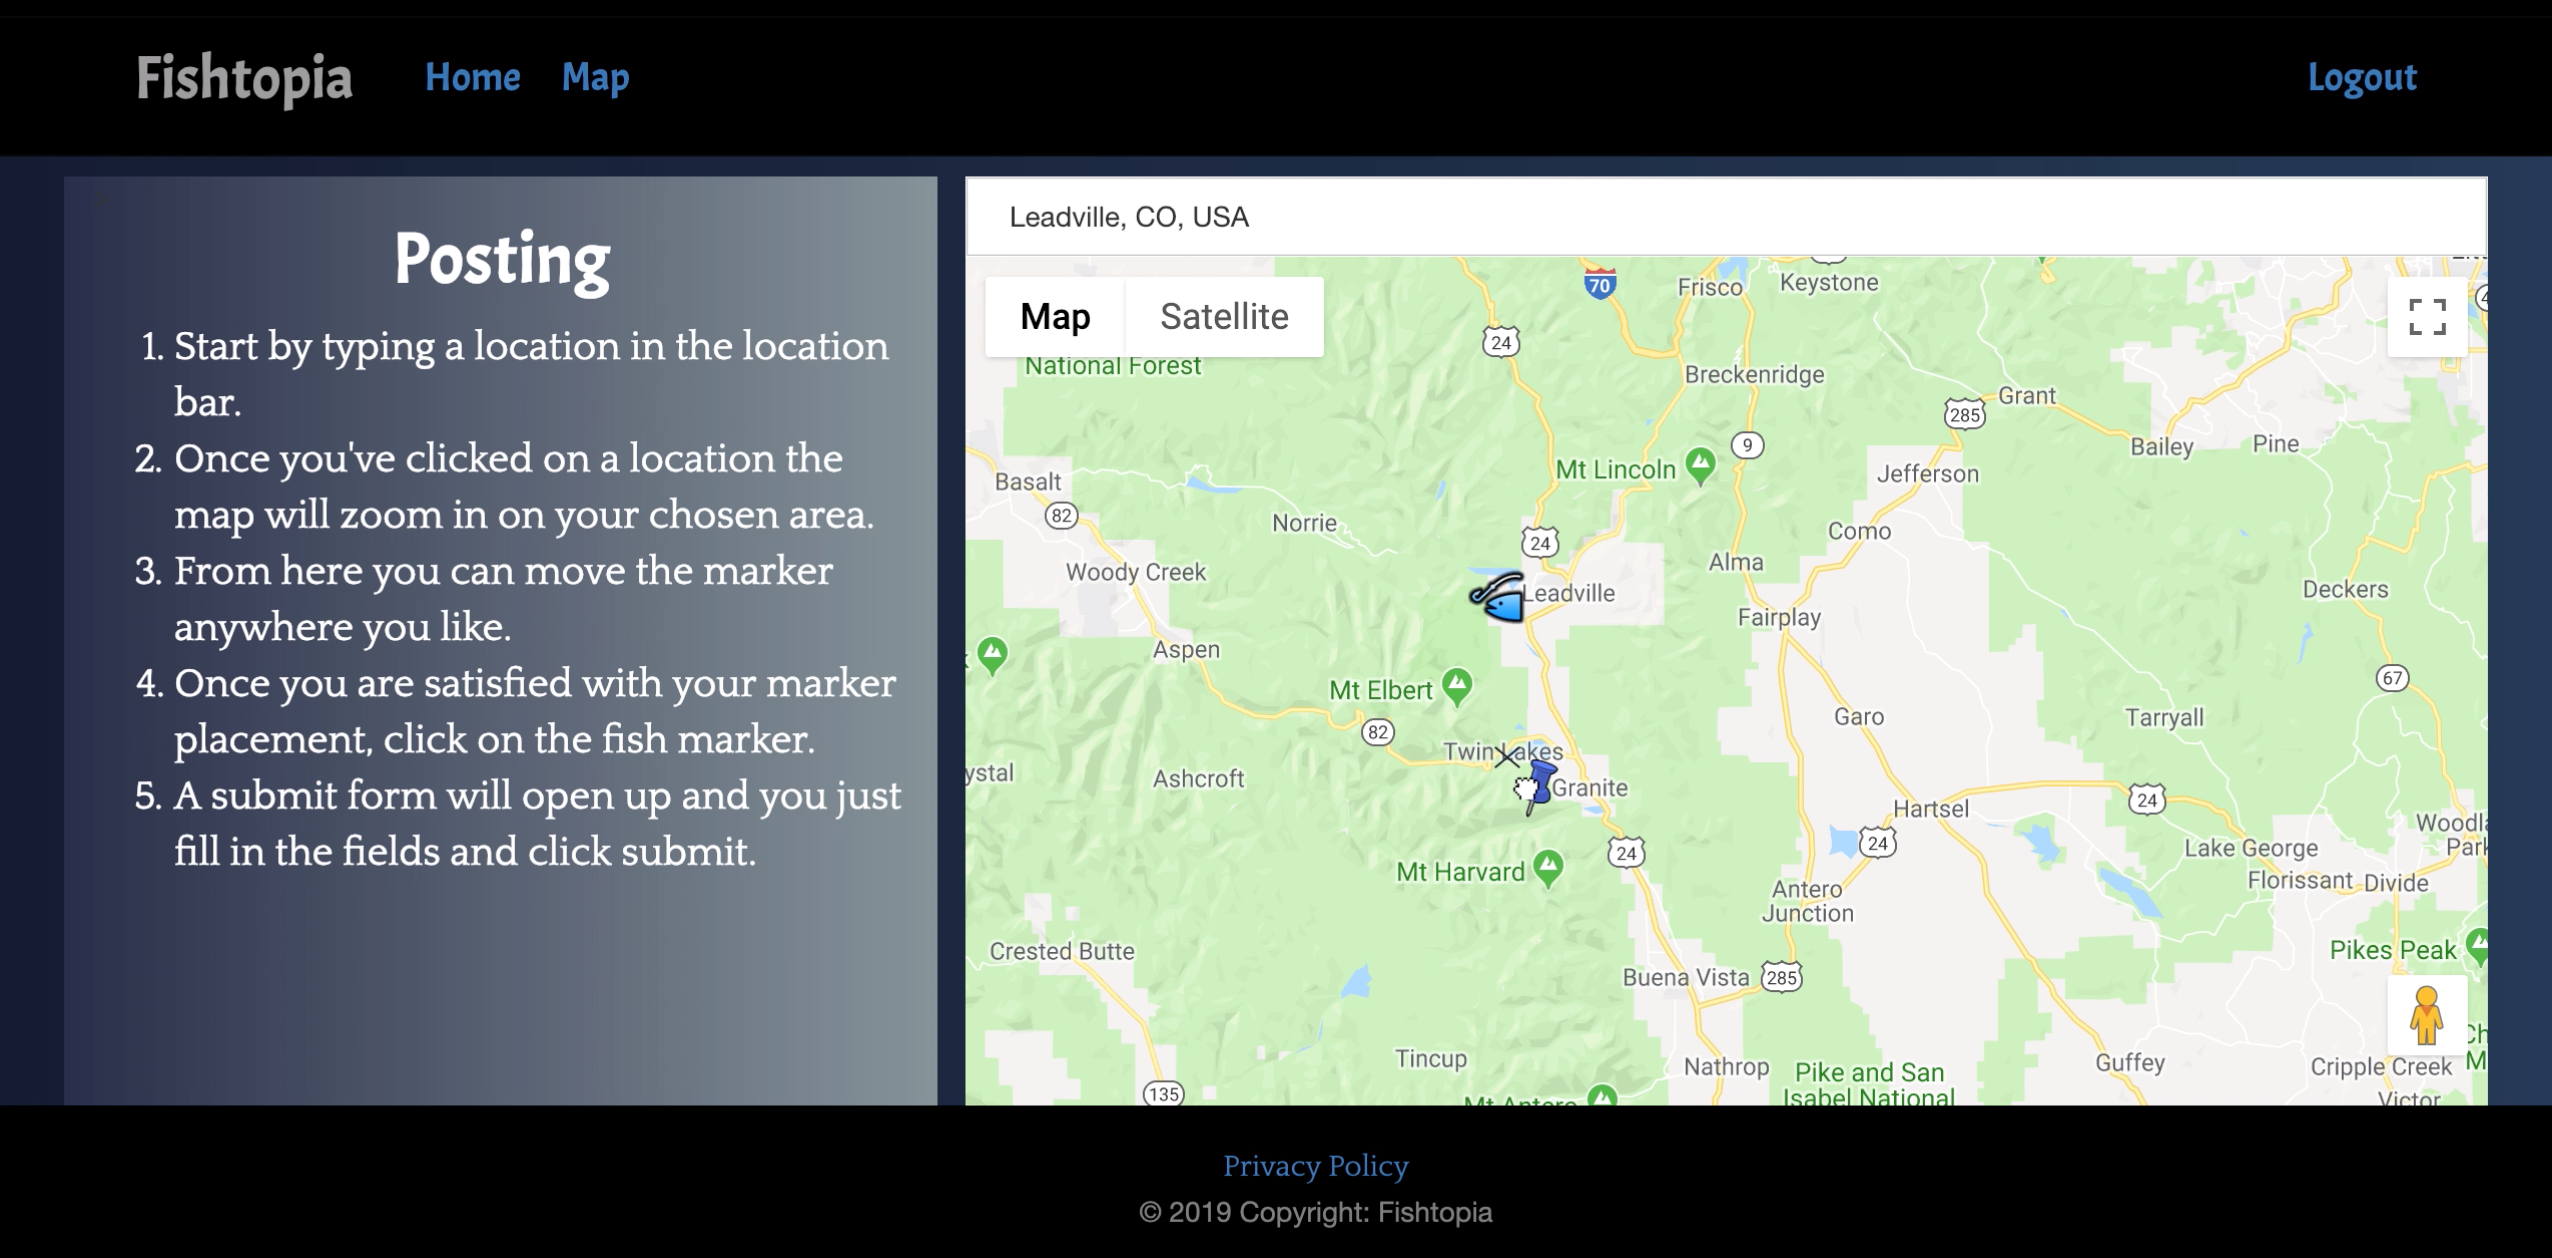 Fishtopia Home Map Logout
Posting
1. Start by typing a location in the location
bar.
2. Once you've clicked on a location the
map will zoom in on your chosen area.
3. From here you can move the marker
anywhere you like.
4. Once you are satisfied with your marker
placement, click on the fish marker.
5. A submit form will open up and you just
fill in the fields and click submit.
Leadville, CO, USA
Map Satellite
National Forest
70
Frisco
Keystone
24
Breckenridge
Grant
285
9
Bailey
Pine
Mt Lincoln
Jefferson
Basalt
82
Norrie
Como
24
Alma
Woody Creek
Leadville
Deckers
Fairplay
Aspen
67
Mt Elbert
Garo
Tarryall
82
Twin Lakes
ystal
Ashcroft
Granite
Hartsel
24
24
24
Lake George
Woodl
Park
Mt Harvard
Florissant
Divide
Antero
Junction
Crested Butte
Pikes Peak
Buena Vista
285
Tincup
Nathrop
Pike and San
Isabel National
Guffey
Cripple Creek
Ch
M
135
Mt Antero
Victor
Privacy Policy
© 2019 Copyright: Fishtopia